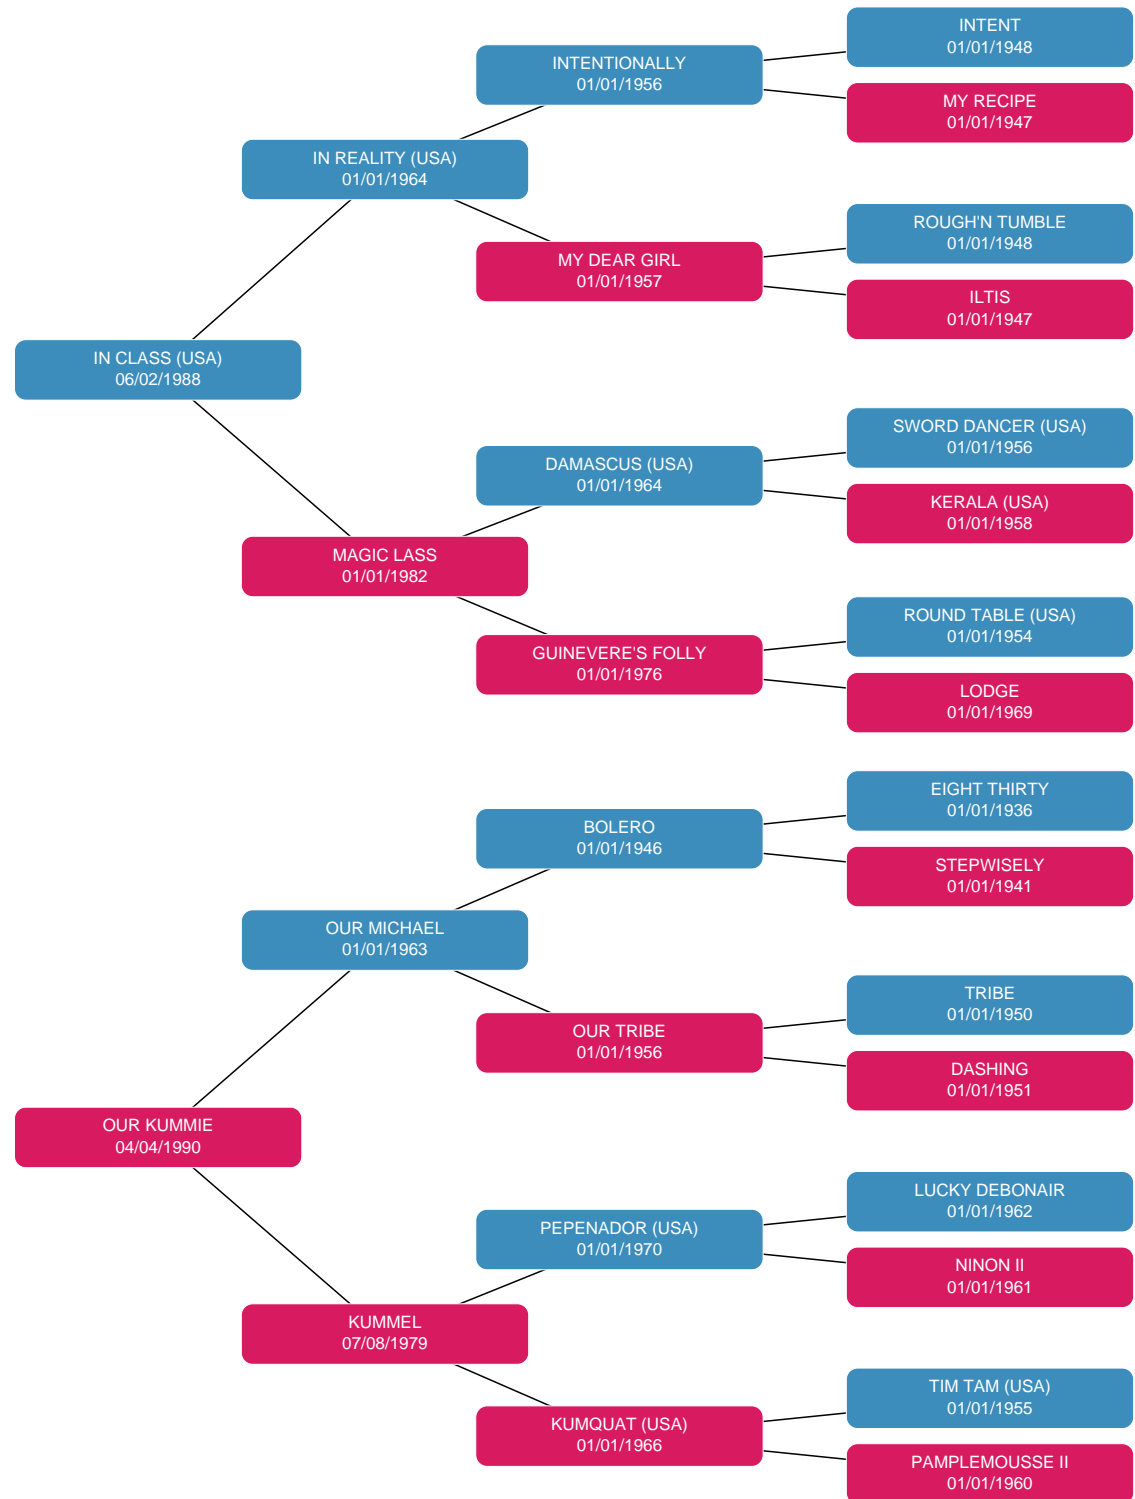 INTENT
01/01/1948
INTENTIONALLY
01/01/1956
MY RECIPE
01/01/1947
IN REALITY (USA)
01/01/1964
ROUGH'N TUMBLE
01/01/1948
MY DEAR GIRL
01/01/1957
ILTIS
01/01/1947
IN CLASS (USA)
06/02/1988
SWORD DANCER (USA)
01/01/1956
DAMASCUS (USA)
01/01/1964
KERALA (USA)
01/01/1958
MAGIC LASS
01/01/1982
ROUND TABLE (USA)
01/01/1954
GUINEVERE'S FOLLY
01/01/1976
LODGE
01/01/1969
EIGHT THIRTY
01/01/1936
BOLERO
01/01/1946
STEPWISELY
01/01/1941
OUR MICHAEL
01/01/1963
TRIBE
01/01/1950
OUR TRIBE
01/01/1956
DASHING
01/01/1951
OUR KUMMIE
04/04/1990
LUCKY DEBONAIR
01/01/1962
PEPENADOR (USA)
01/01/1970
NINON II
01/01/1961
KUMMEL
07/08/1979
TIM TAM (USA)
01/01/1955
KUMQUAT (USA)
01/01/1966
PAMPLEMOUSSE II
01/01/1960